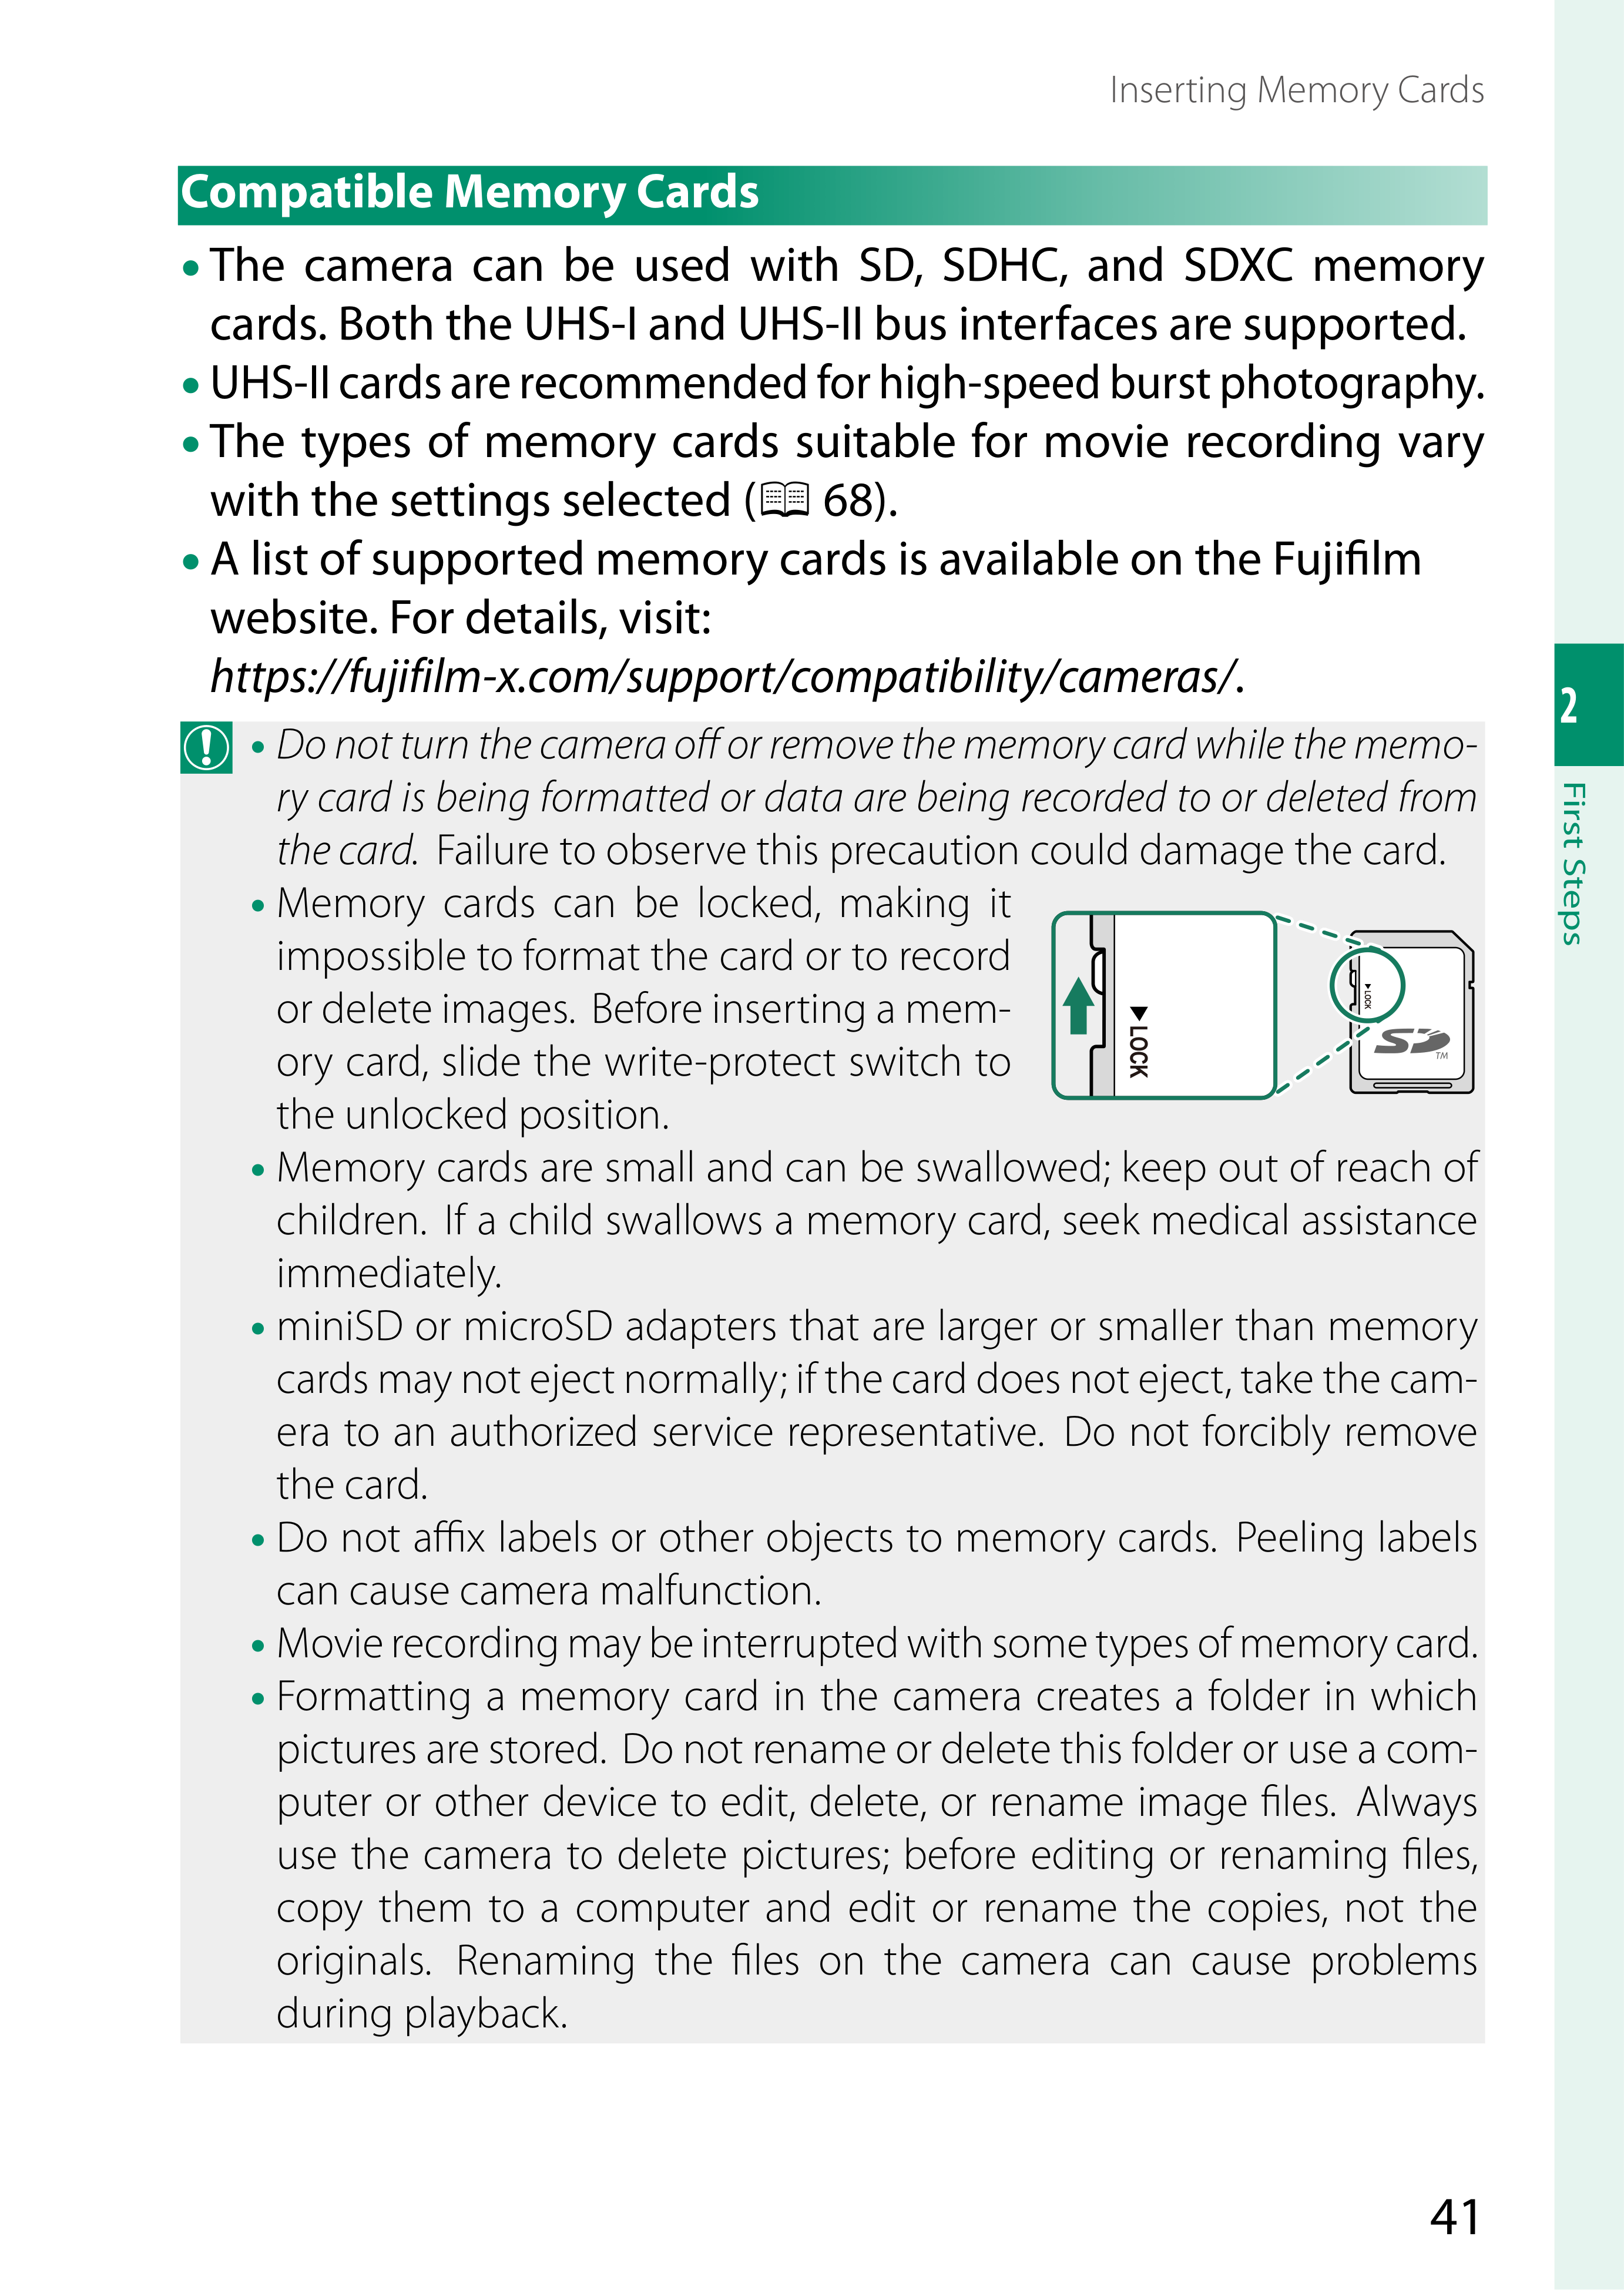 Inserting Memory Cards
Compatible Memory Cards
• The camera can be used with SD, SDHC, and SDXC memory
cards. Both the UHS-I and UHS-II bus interfaces are supported.
• UHS-II cards are recommended for high-speed burst photography.
• The types of memory cards suitable for movie recording vary
with the settings selected (📖 68).
• A list of supported memory cards is available on the Fujifilm
website. For details, visit:
https://fujifilm-x.com/support/compatibility/cameras/.
• Do not turn the camera off or remove the memory card while the memo-
ry card is being formatted or data are being recorded to or deleted from
the card. Failure to observe this precaution could damage the card.
• Memory cards can be locked, making it
impossible to format the card or to record
or delete images. Before inserting a mem-
ory card, slide the write-protect switch to
the unlocked position.
▶LOCK
▶LOCK
SD
TM
• Memory cards are small and can be swallowed; keep out of reach of
children. If a child swallows a memory card, seek medical assistance
immediately.
• miniSD or microSD adapters that are larger or smaller than memory
cards may not eject normally; if the card does not eject, take the cam-
era to an authorized service representative. Do not forcibly remove
the card.
• Do not affix labels or other objects to memory cards. Peeling labels
can cause camera malfunction.
• Movie recording may be interrupted with some types of memory card.
• Formatting a memory card in the camera creates a folder in which
pictures are stored. Do not rename or delete this folder or use a com-
puter or other device to edit, delete, or rename image files. Always
use the camera to delete pictures; before editing or renaming files,
copy them to a computer and edit or rename the copies, not the
originals. Renaming the files on the camera can cause problems
during playback.
2
First Steps
41